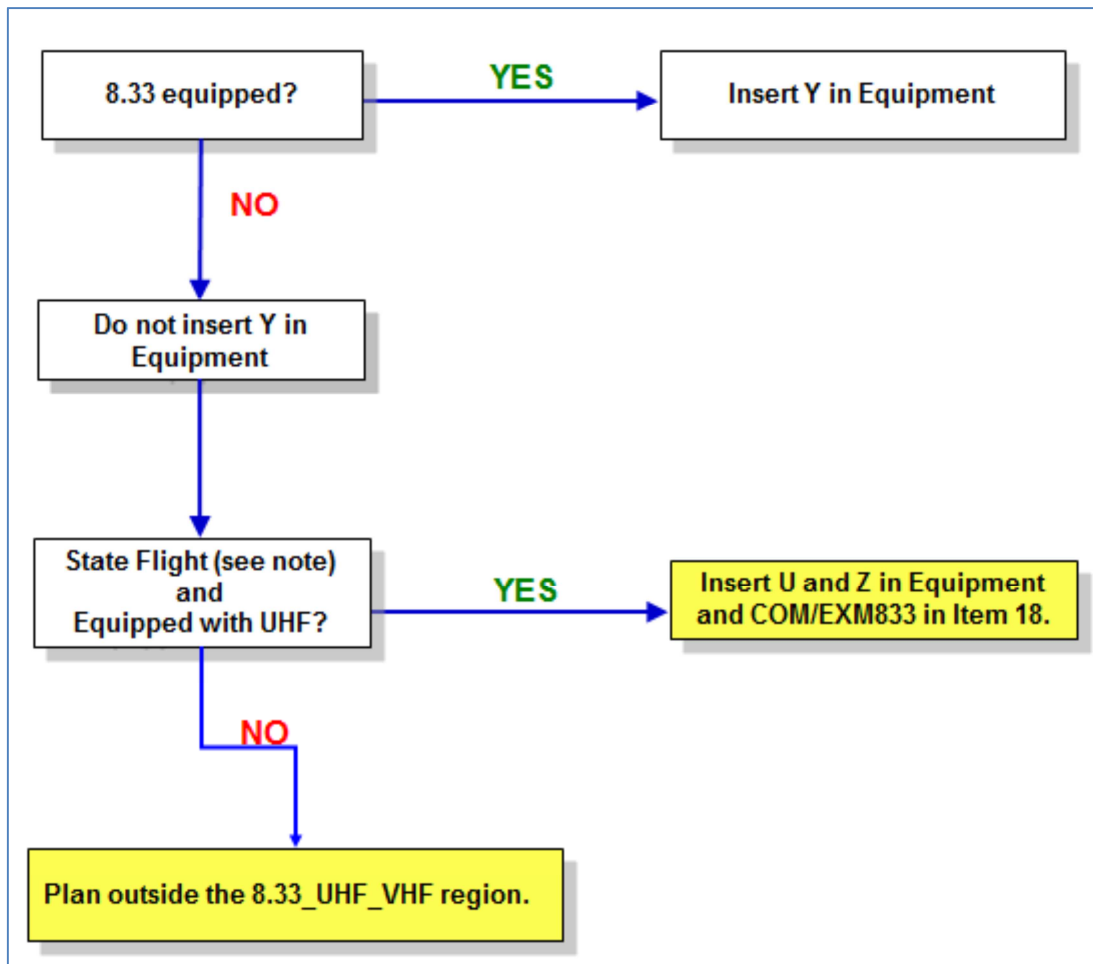 8.33 equipped?
YES
Insert Y in Equipment
NO
Do not insert Y in
Equipment
State Flight (see note)
and
Equipped with UHF?
YES
Insert U and Z in Equipment
and COM/EXM833 in Item 18.
NO
Plan outside the 8.33_UHF_VHF region.